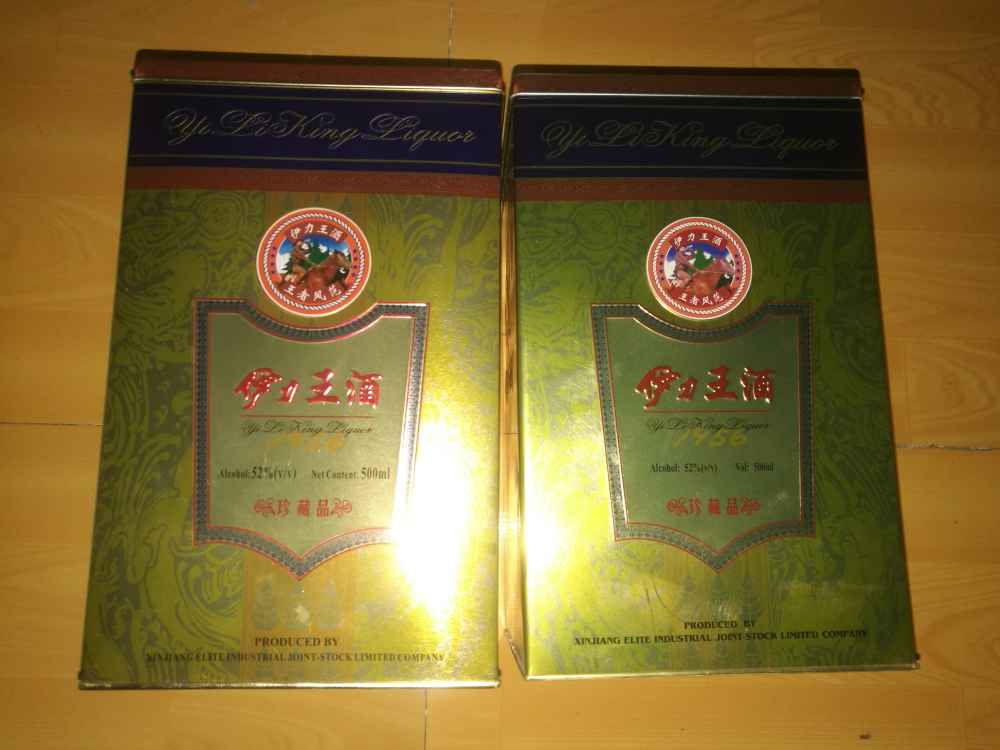 Yi Li King Liquor
伊力王酒
王者风范
伊力王酒
Yi Li King Liquor
Alcohol: 52%(V/V) Net Content: 500ml
珍藏品
PRODUCED BY
XINJIANG ELITE INDUSTRIAL JOINT-STOCK LIMITED COMPANY
Yi Li King Liquor
伊力王酒
王者风范
伊力王酒
Yi Li King Liquor
1956
Alcohol: 52%(V/V) Vol: 500ml
珍藏品
PRODUCED BY
XINJIANG ELITE INDUSTRIAL JOINT-STOCK LIMITED COMPANY